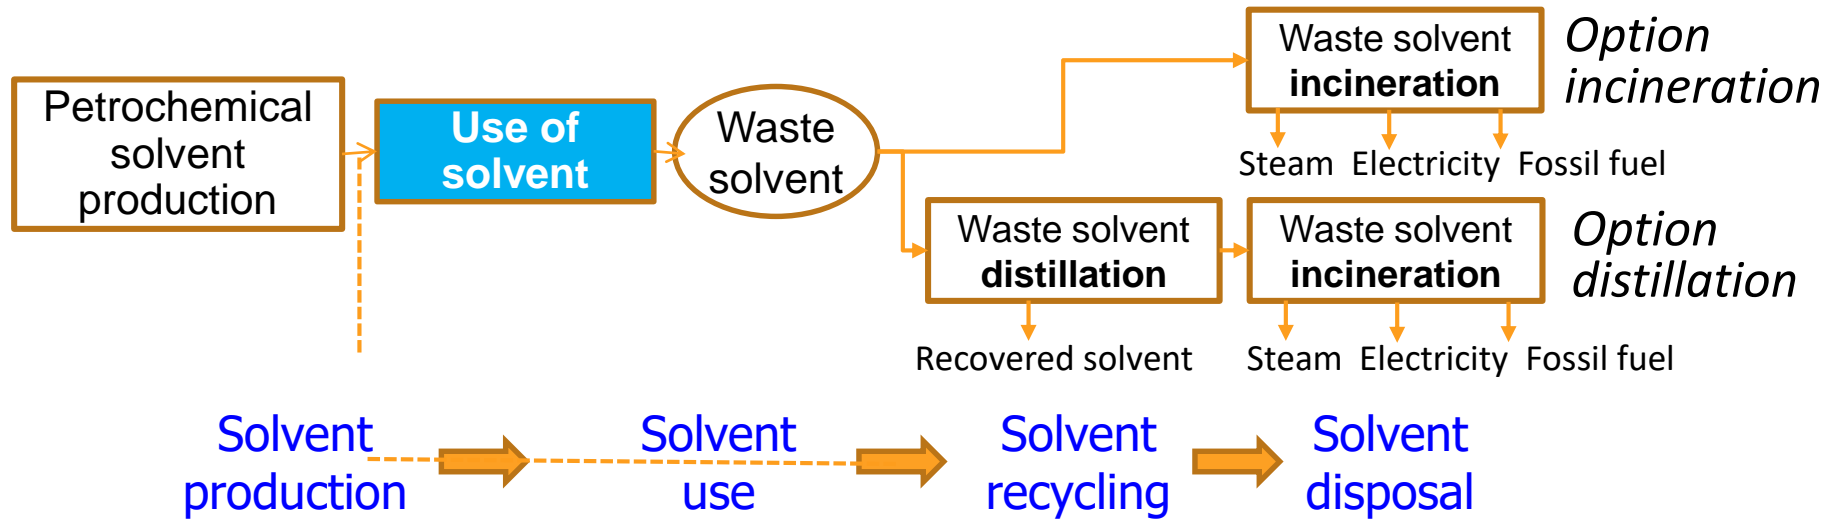 Petrochemical
solvent
production
Use of
solvent
Waste
solvent
Waste solvent
incineration
Option
incineration
Steam Electricity Fossil fuel
Waste solvent
distillation
Waste solvent
incineration
Option
distillation
Recovered solvent
Steam Electricity Fossil fuel
Solvent
production
Solvent
use
Solvent
recycling
Solvent
disposal